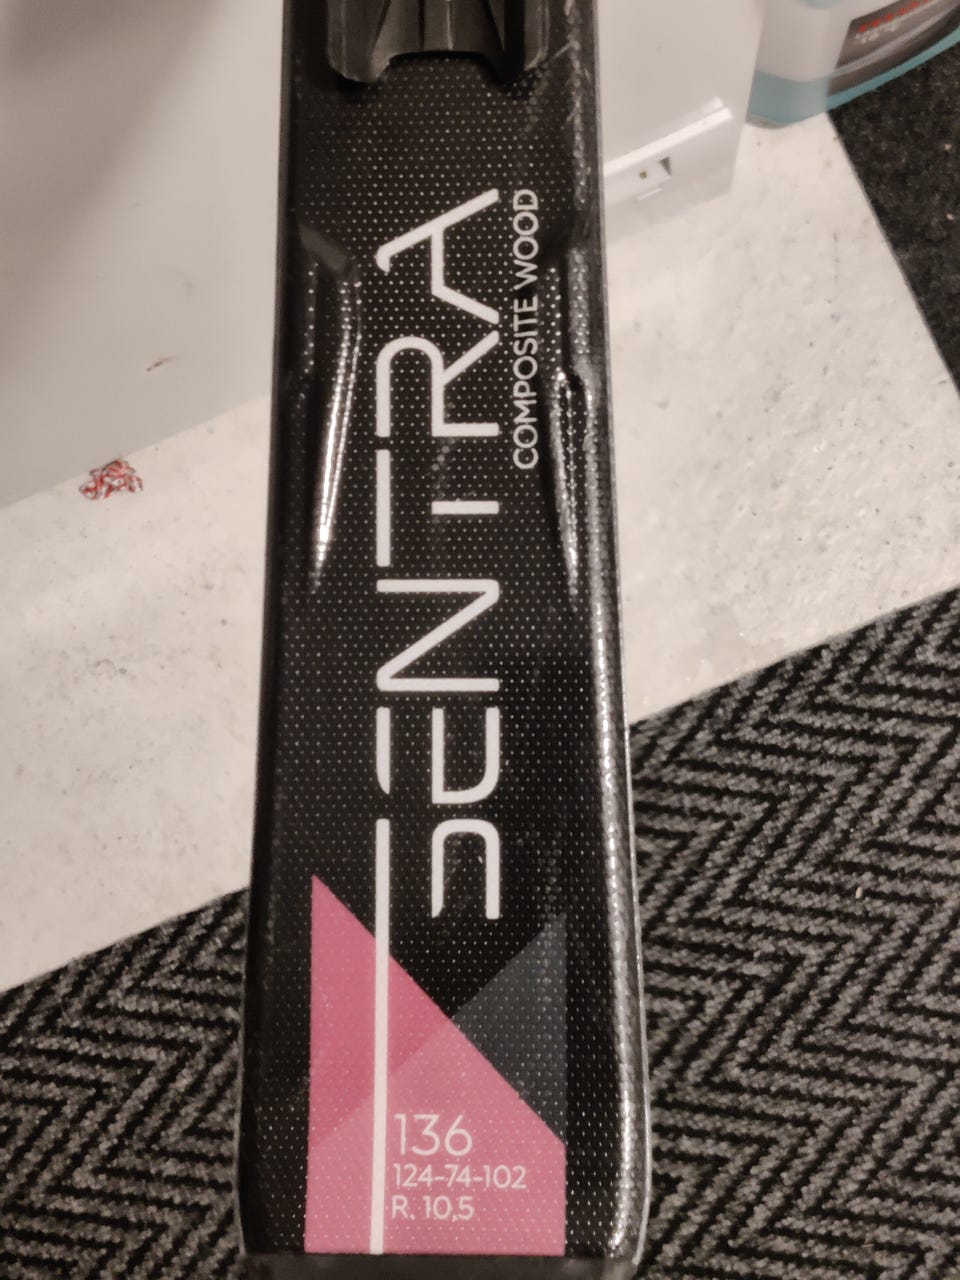 SENTRA
COMPOSITE WOOD
136
124-74-102
R. 10,5